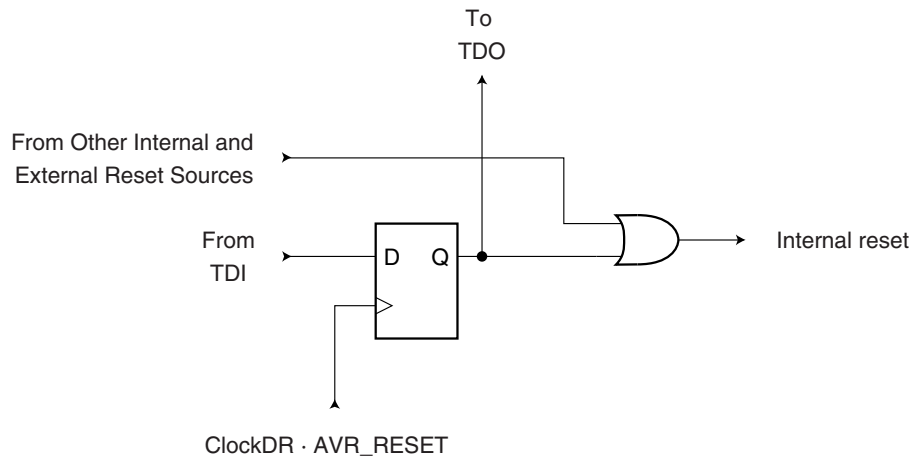 To
TDO
From Other Internal and
External Reset Sources
From
TDI
D Q
Internal reset
ClockDR · AVR_RESET